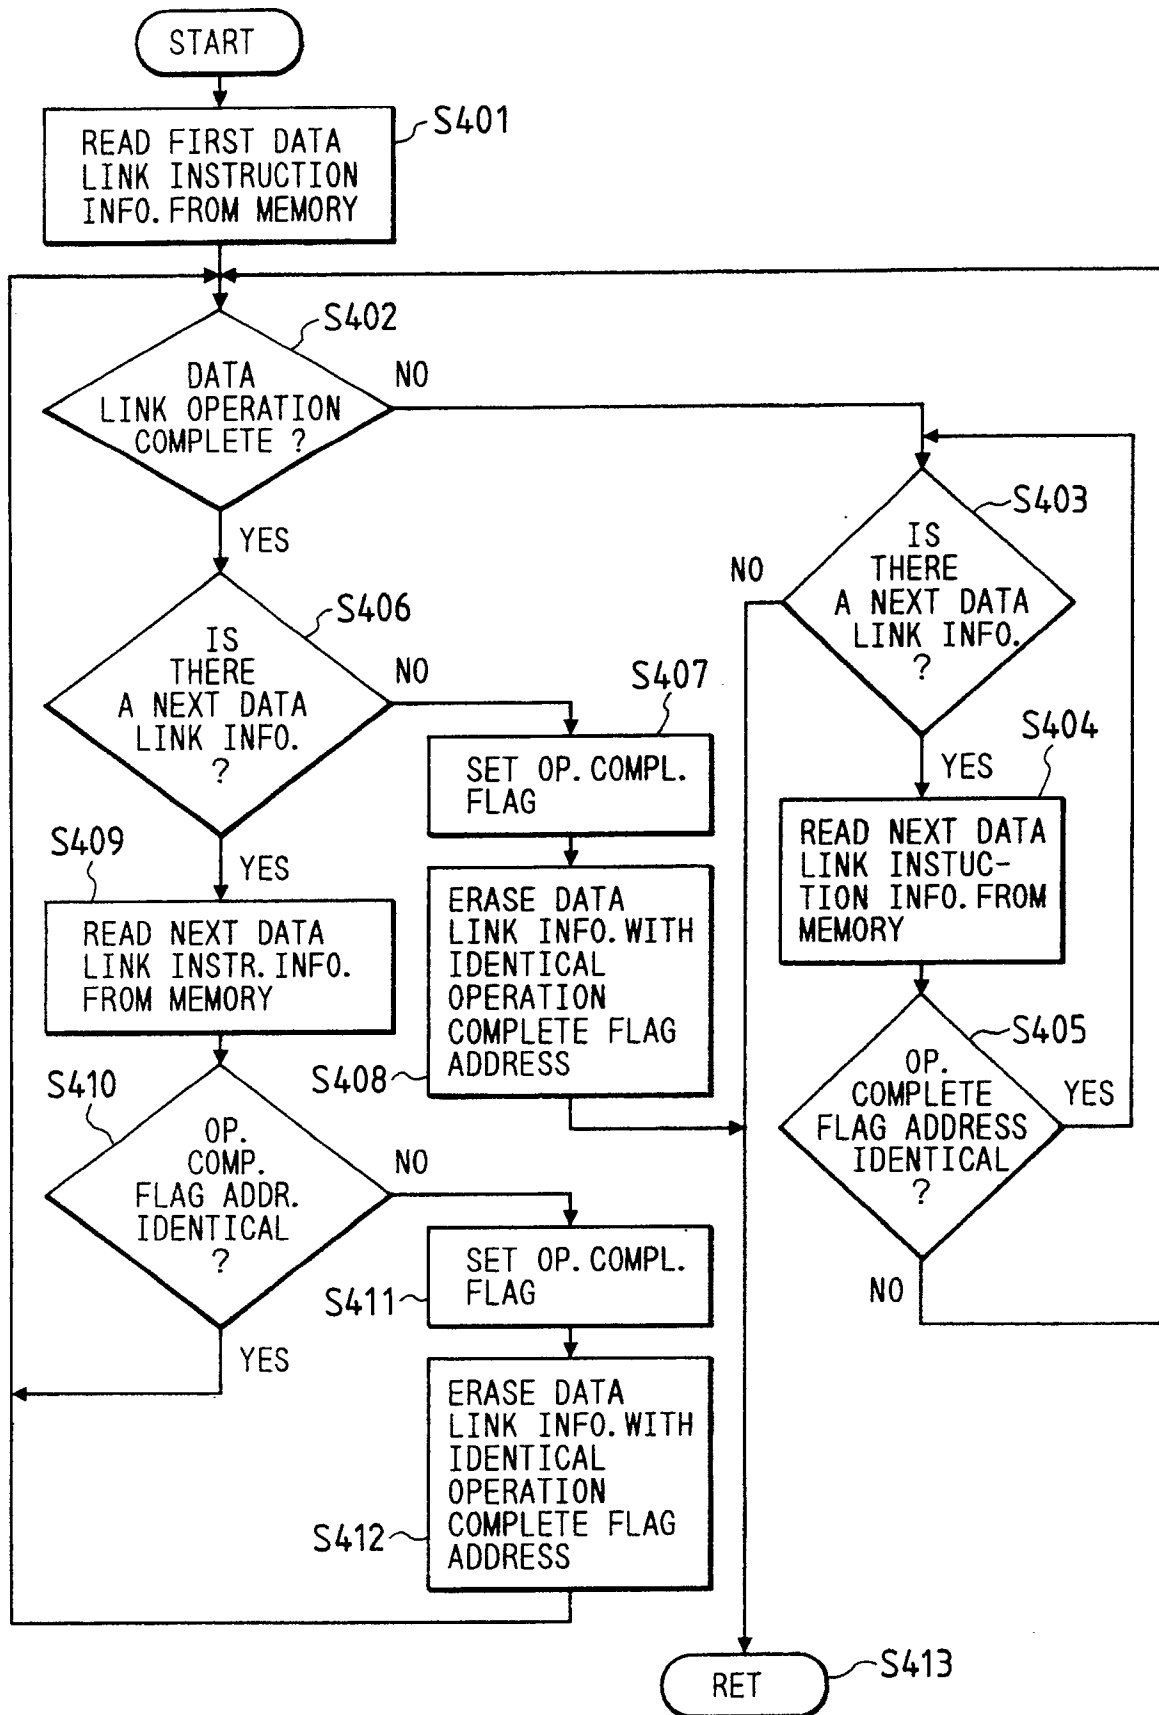 START
S401
READ FIRST DATA
LINK INSTRUCTION
INFO. FROM MEMORY
S402
DATA
LINK OPERATION
COMPLETE ?
NO
YES
S403
IS
THERE
A NEXT DATA
LINK INFO.
?
NO
YES
S406
IS
THERE
A NEXT DATA
LINK INFO.
?
NO
YES
S407
SET OP. COMPL.
FLAG
S404
READ NEXT DATA
LINK INSTUC-
TION INFO. FROM
MEMORY
S409
READ NEXT DATA
LINK INSTR. INFO.
FROM MEMORY
ERASE DATA
LINK INFO. WITH
IDENTICAL
OPERATION
COMPLETE FLAG
ADDRESS
S408
S405
OP.
COMPLETE
FLAG ADDRESS
IDENTICAL
?
YES
NO
S410
OP.
COMP.
FLAG ADDR.
IDENTICAL
?
NO
YES
SET OP. COMPL.
FLAG
S411
ERASE DATA
LINK INFO. WITH
IDENTICAL
OPERATION
COMPLETE FLAG
ADDRESS
S412
RET
S413